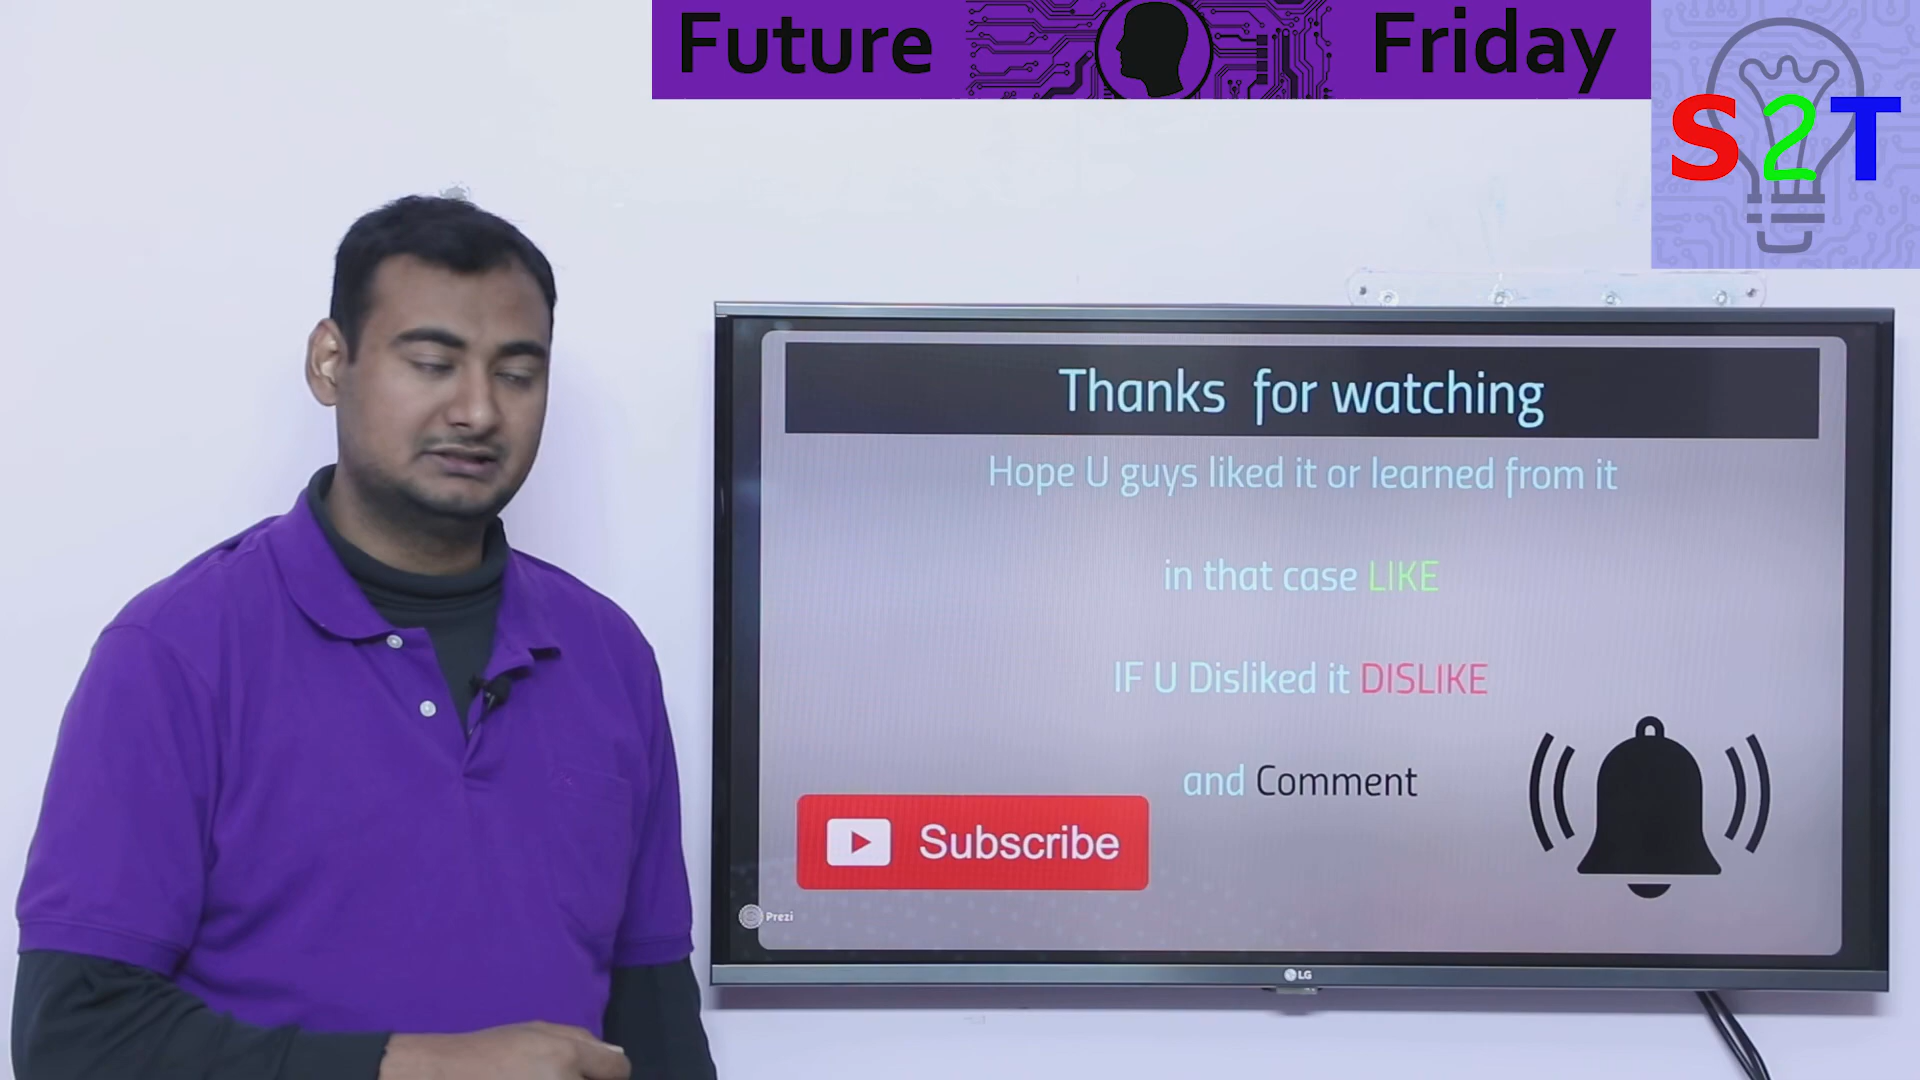 Future Friday
S2T
Thanks for watching
Hope U guys liked it or learned from it
in that case LIKE
IF U Disliked it DISLIKE
and Comment
Subscribe
Prezi
LG